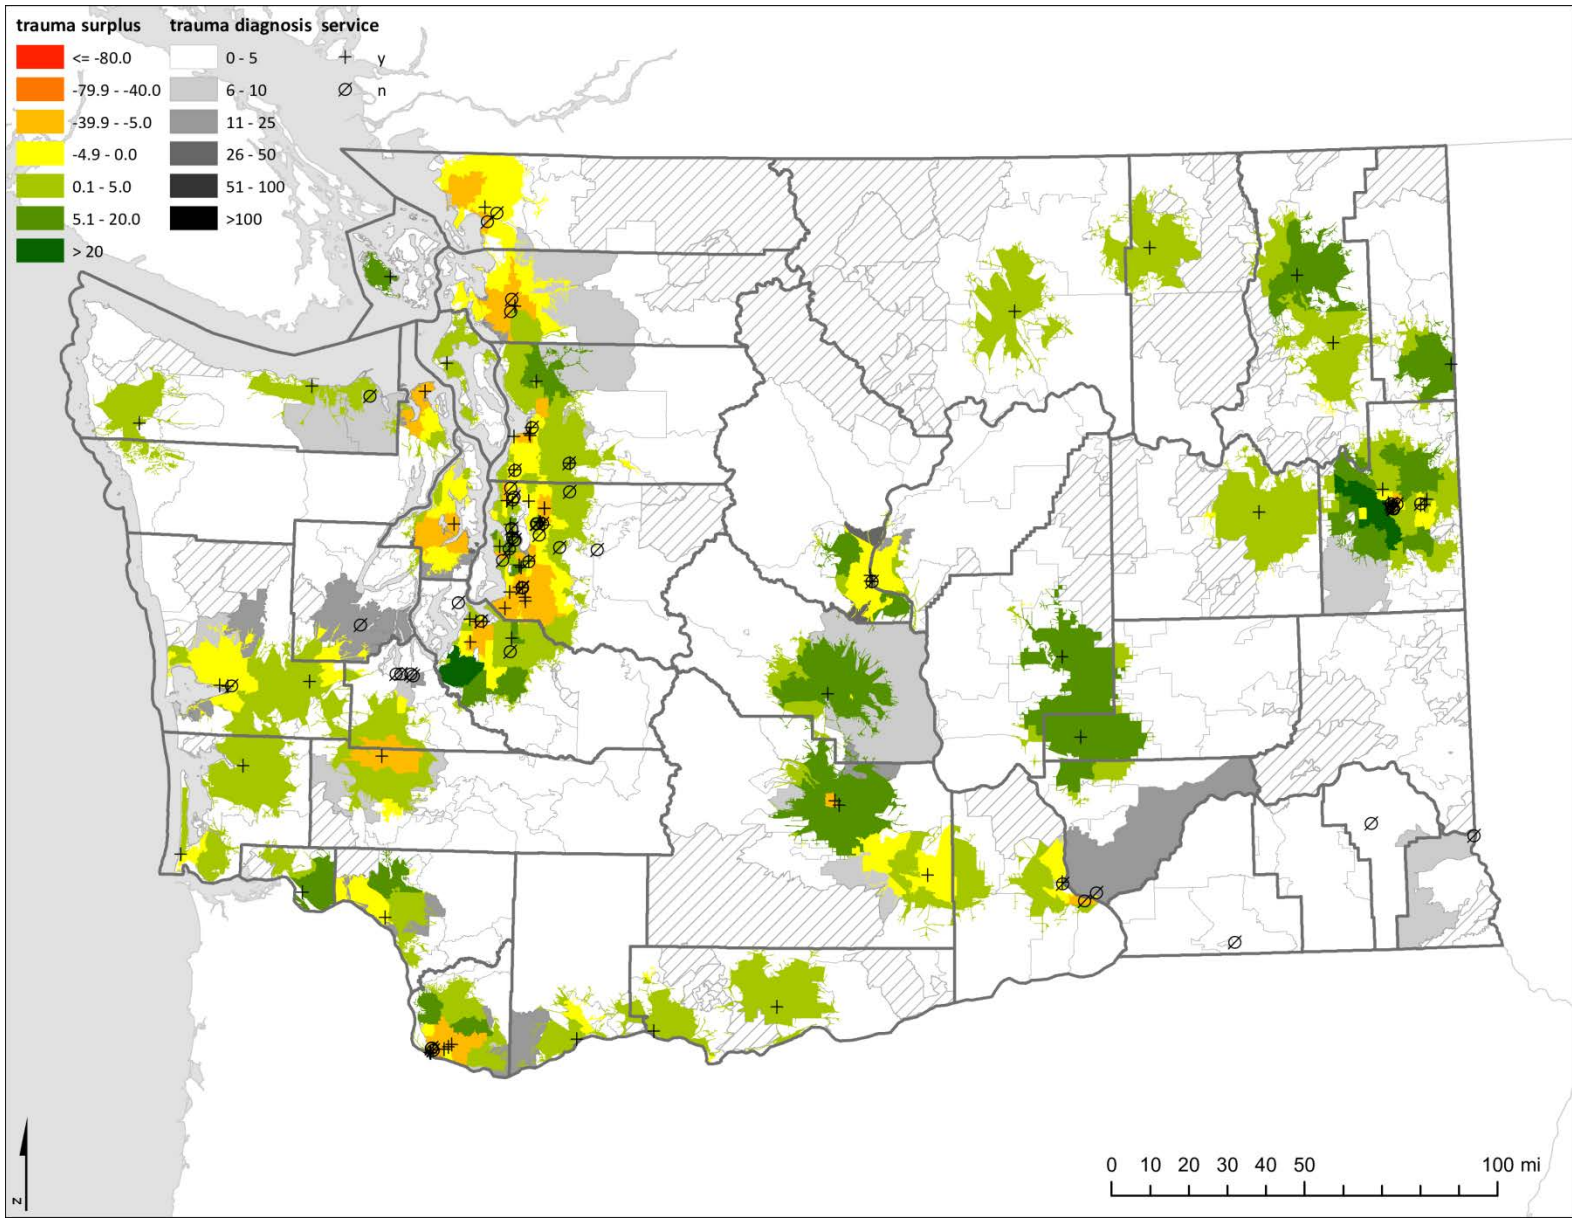 trauma surplus trauma diagnosis service
<= -80.0 0 - 5 y
-79.9 - -40.0 6 - 10 n
-39.9 - -5.0 11 - 25
-4.9 - 0.0 26 - 50
0.1 - 5.0 51 - 100
5.1 - 20.0 >100
> 20
0 10 20 30 40 50 100 mi
N